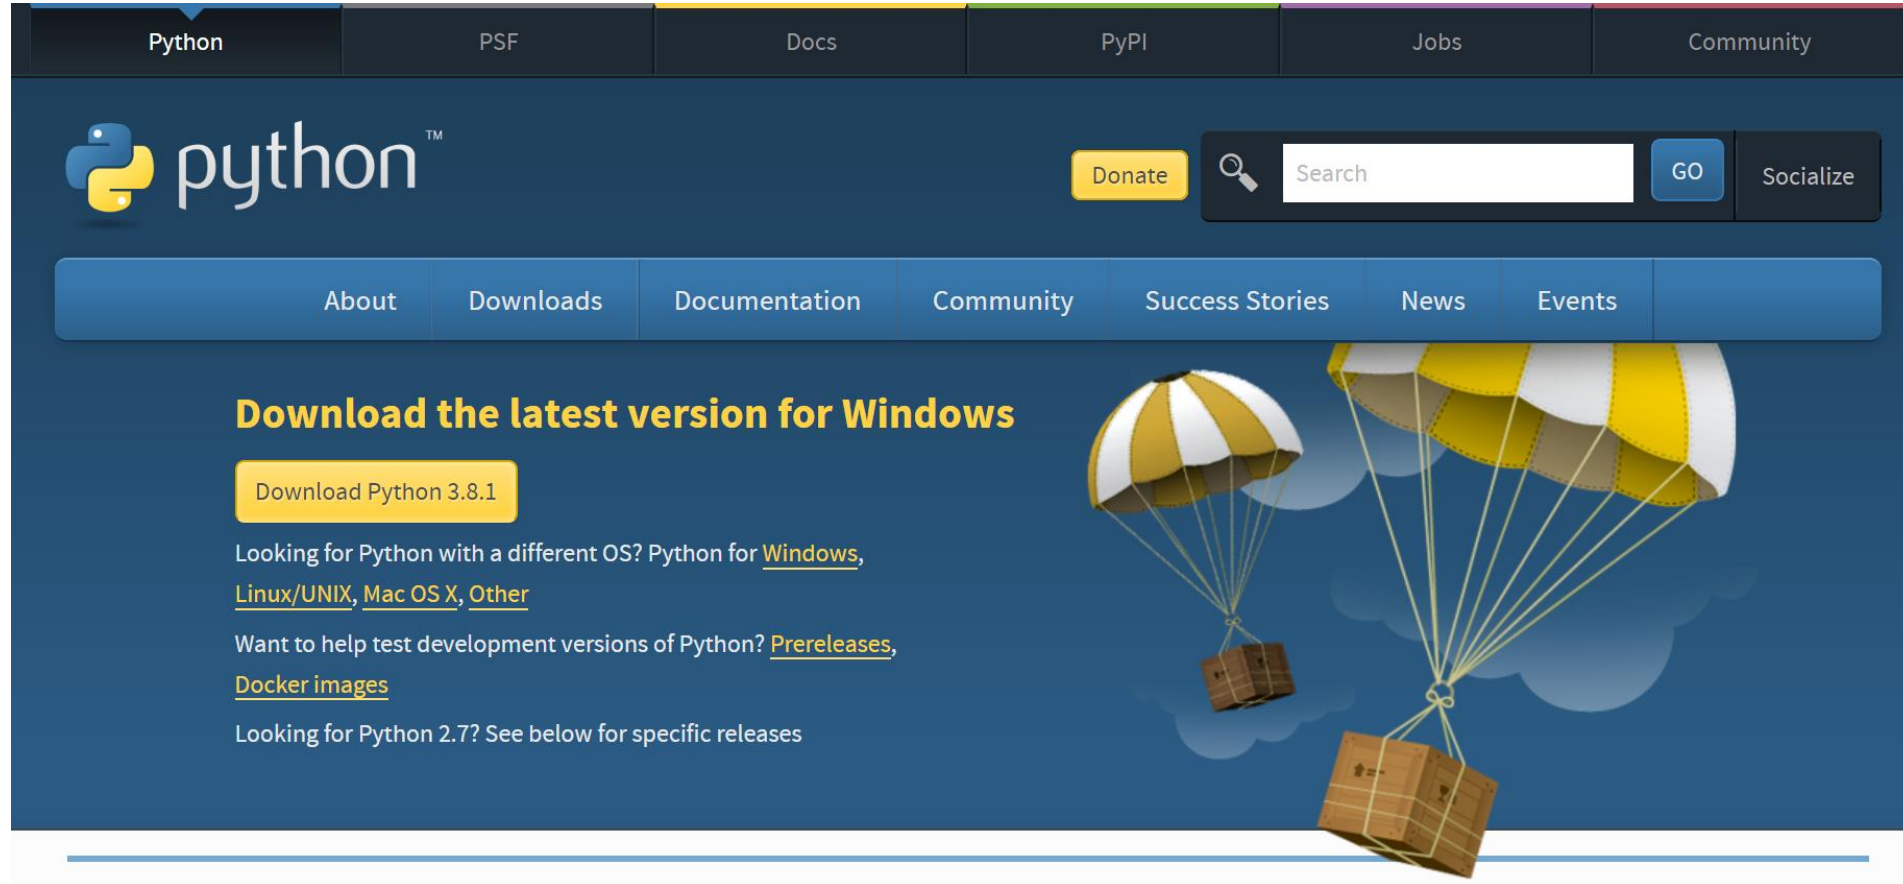 Python PSF Docs PyPI Jobs Community
python™
Donate Search GO Socialize
About Downloads Documentation Community Success Stories News Events
Download the latest version for Windows
Download Python 3.8.1
Looking for Python with a different OS? Python for Windows,
Linux/UNIX, Mac OS X, Other
Want to help test development versions of Python? Prereleases,
Docker images
Looking for Python 2.7? See below for specific releases